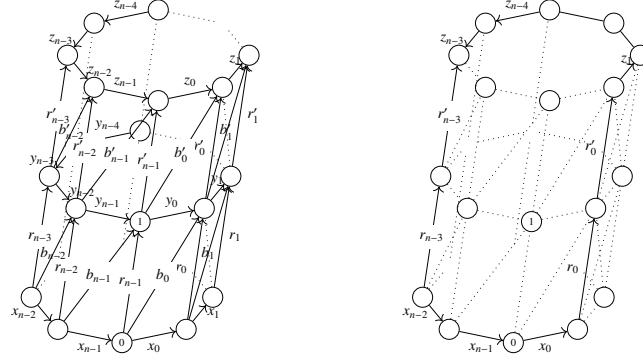 z_{n-4} z_{n-4}
z_{n-3} z_{n-3}
z_1 z_1
z_{n-2}
z_{n-1} z_0
r'_{n-3} b'_{n-2} y_{n-4} b'_1 r'_1 r'_{n-3}
r'_{n-2} b'_{n-1} r'_{n-1} b'_0 r'_0 r'_0
y_{n-3} y_1
y_{n-2}
y_{n-1} y_0
1 1
r_{n-3} r_1 r_{n-3}
b_{n-2} r_{n-2} b_{n-1} r_{n-1} b_0 r_0 b_1 r_0
x_{n-2} x_1 x_{n-2}
0 0
x_{n-1} x_0 x_{n-1} x_0